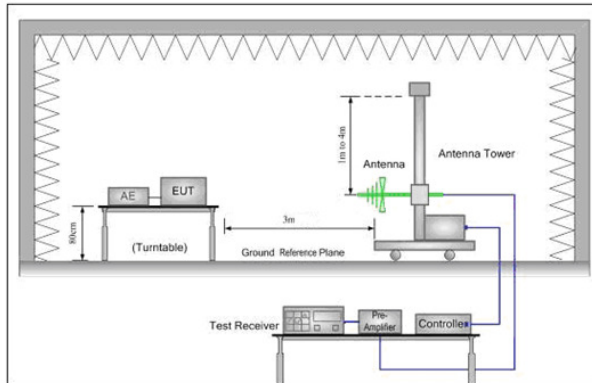 1m to 4m
Antenna
Antenna Tower
AE
EUT
3m
80cm
(Turntable)
Ground Reference Plane
Test Receiver
Pre-
Amplifier
Controller